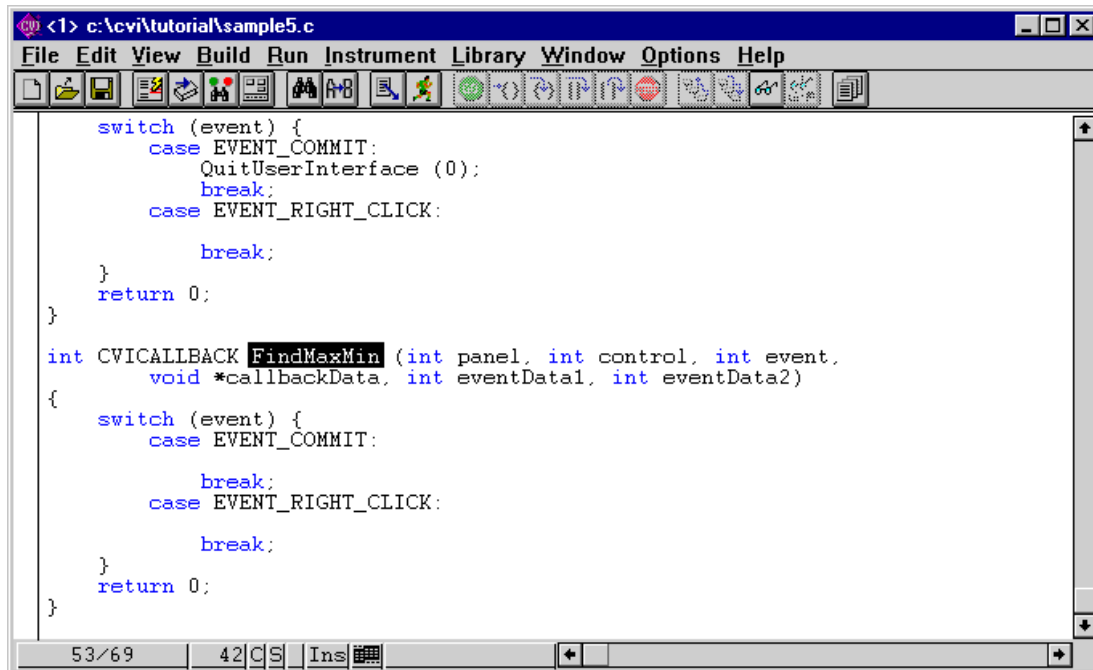 cvi <1> c:\cvi\tutorial\sample5.c
File Edit View Build Run Instrument Library Window Options Help
switch (event) {
case EVENT_COMMIT:
QuitUserInterface (0);
break;
case EVENT_RIGHT_CLICK:
break;
}
return 0;
}
int CVICALLBACK FindMaxMin (int panel, int control, int event,
void *callbackData, int eventData1, int eventData2)
{
switch (event) {
case EVENT_COMMIT:
break;
case EVENT_RIGHT_CLICK:
break;
}
return 0;
}
53/69 42 C S Ins